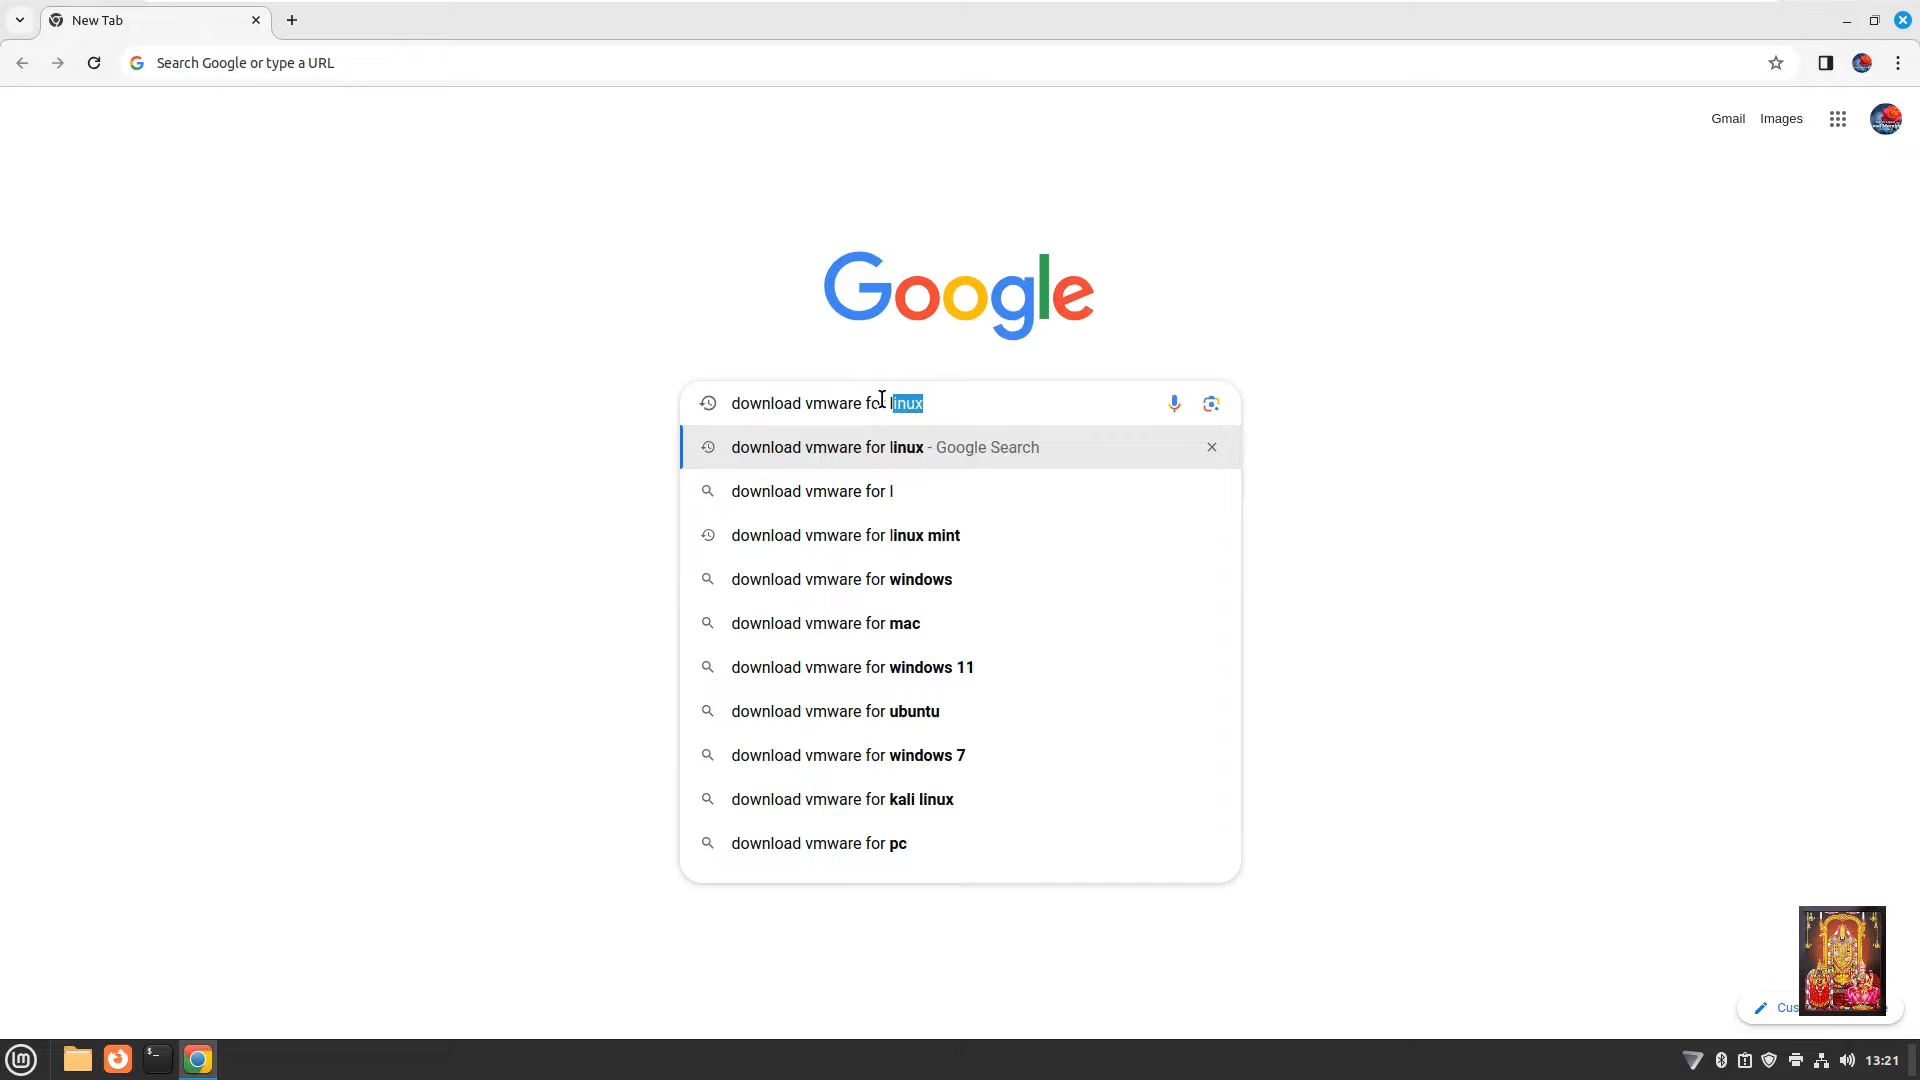 New Tab
Search Google or type a URL
Gmail Images
Google
download vmware for linux
download vmware for linux - Google Search
download vmware for l
download vmware for linux mint
download vmware for windows
download vmware for mac
download vmware for windows 11
download vmware for ubuntu
download vmware for windows 7
download vmware for kali linux
download vmware for pc
13:21